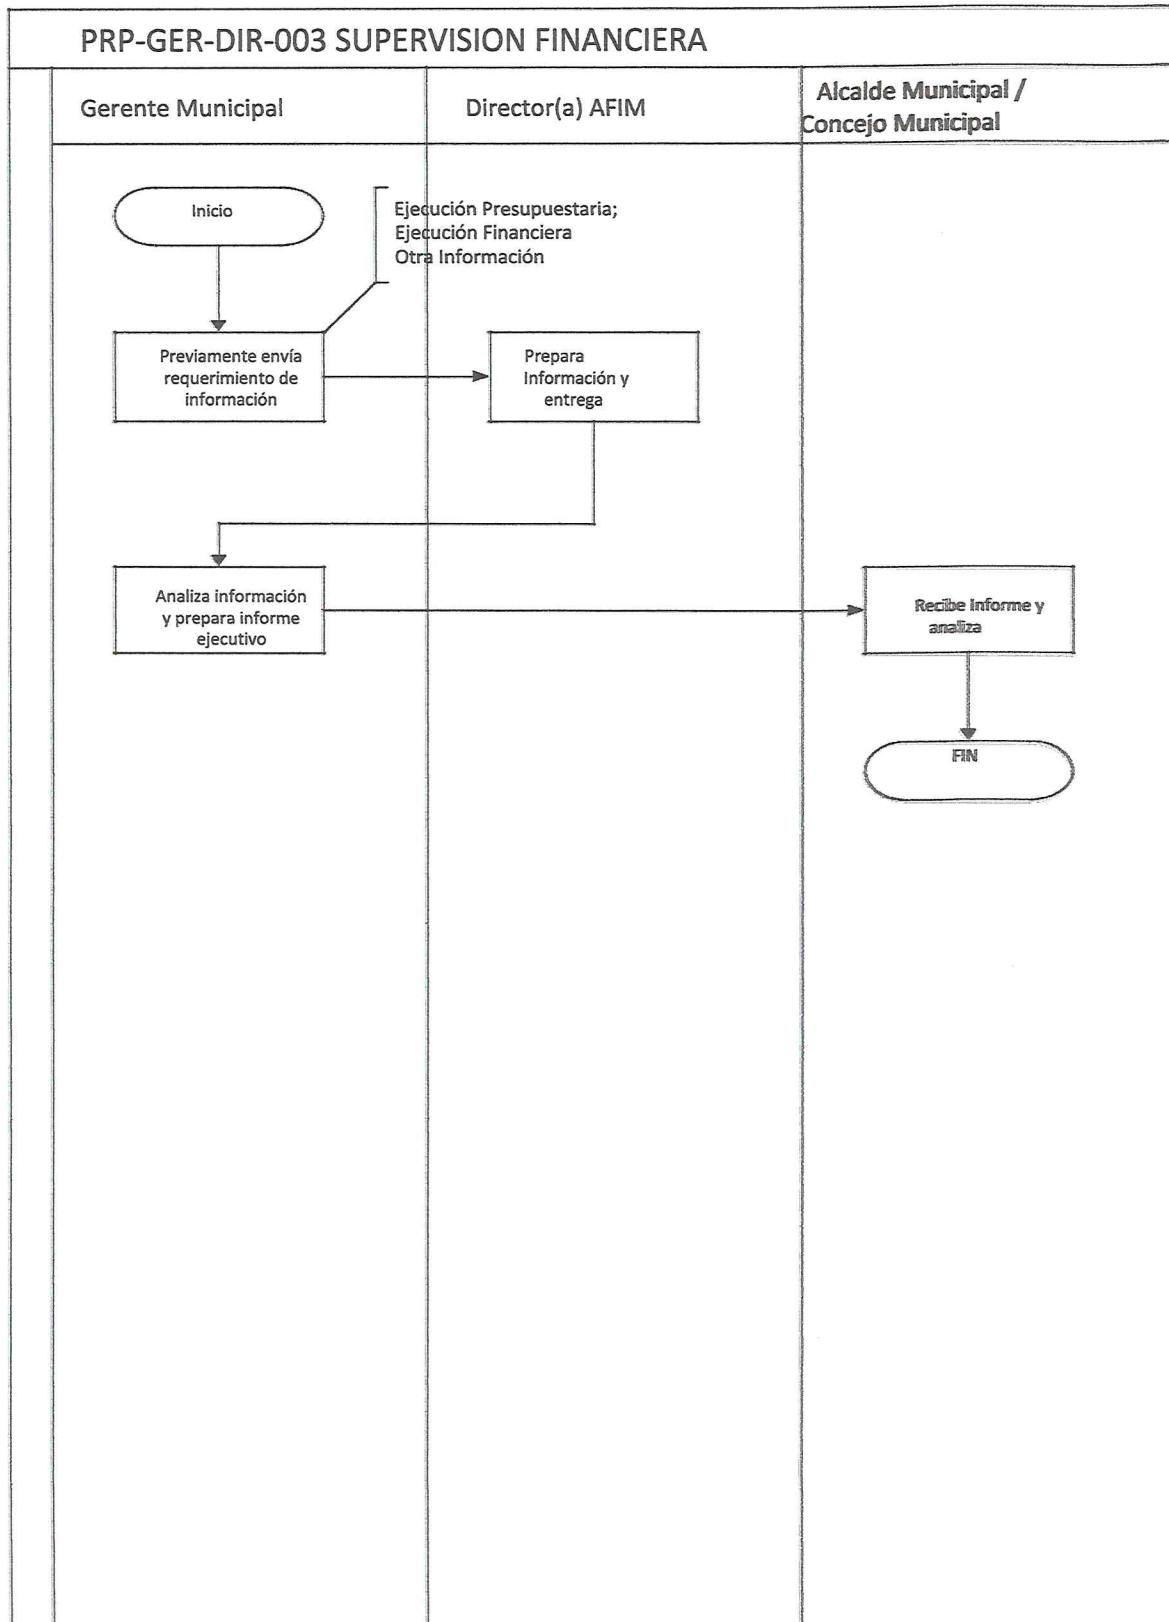 PRP-GER-DIR-003 SUPERVISION FINANCIERA
Gerente Municipal
Director(a) AFIM
Alcalde Municipal /
Concejo Municipal
Inicio
Ejecución Presupuestaria;
Ejecución Financiera
Otra Información
Previamente envía
requerimiento de
información
Prepara
Información y
entrega
Analiza información
y prepara informe
ejecutivo
Recibe Informe y
analiza
FIN